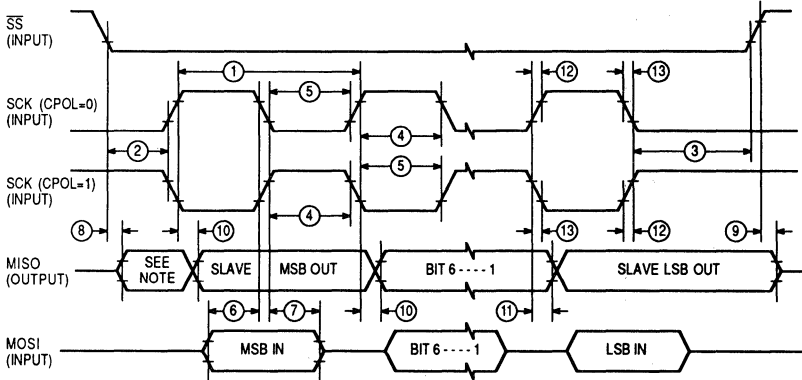 SS
(INPUT)
① ⑫ ⑬
SCK (CPOL=0)
(INPUT)
⑤
④
② ③
SCK (CPOL=1)
(INPUT)
⑤
④
⑧ ⑩ ⑬ ⑫ ⑨
MISO
(OUTPUT)
SEE
NOTE
SLAVE MSB OUT
BIT 6 - - - - 1
SLAVE LSB OUT
⑥ ⑦ ⑩ ⑪
MOSI
(INPUT)
MSB IN
BIT 6 - - - - 1
LSB IN